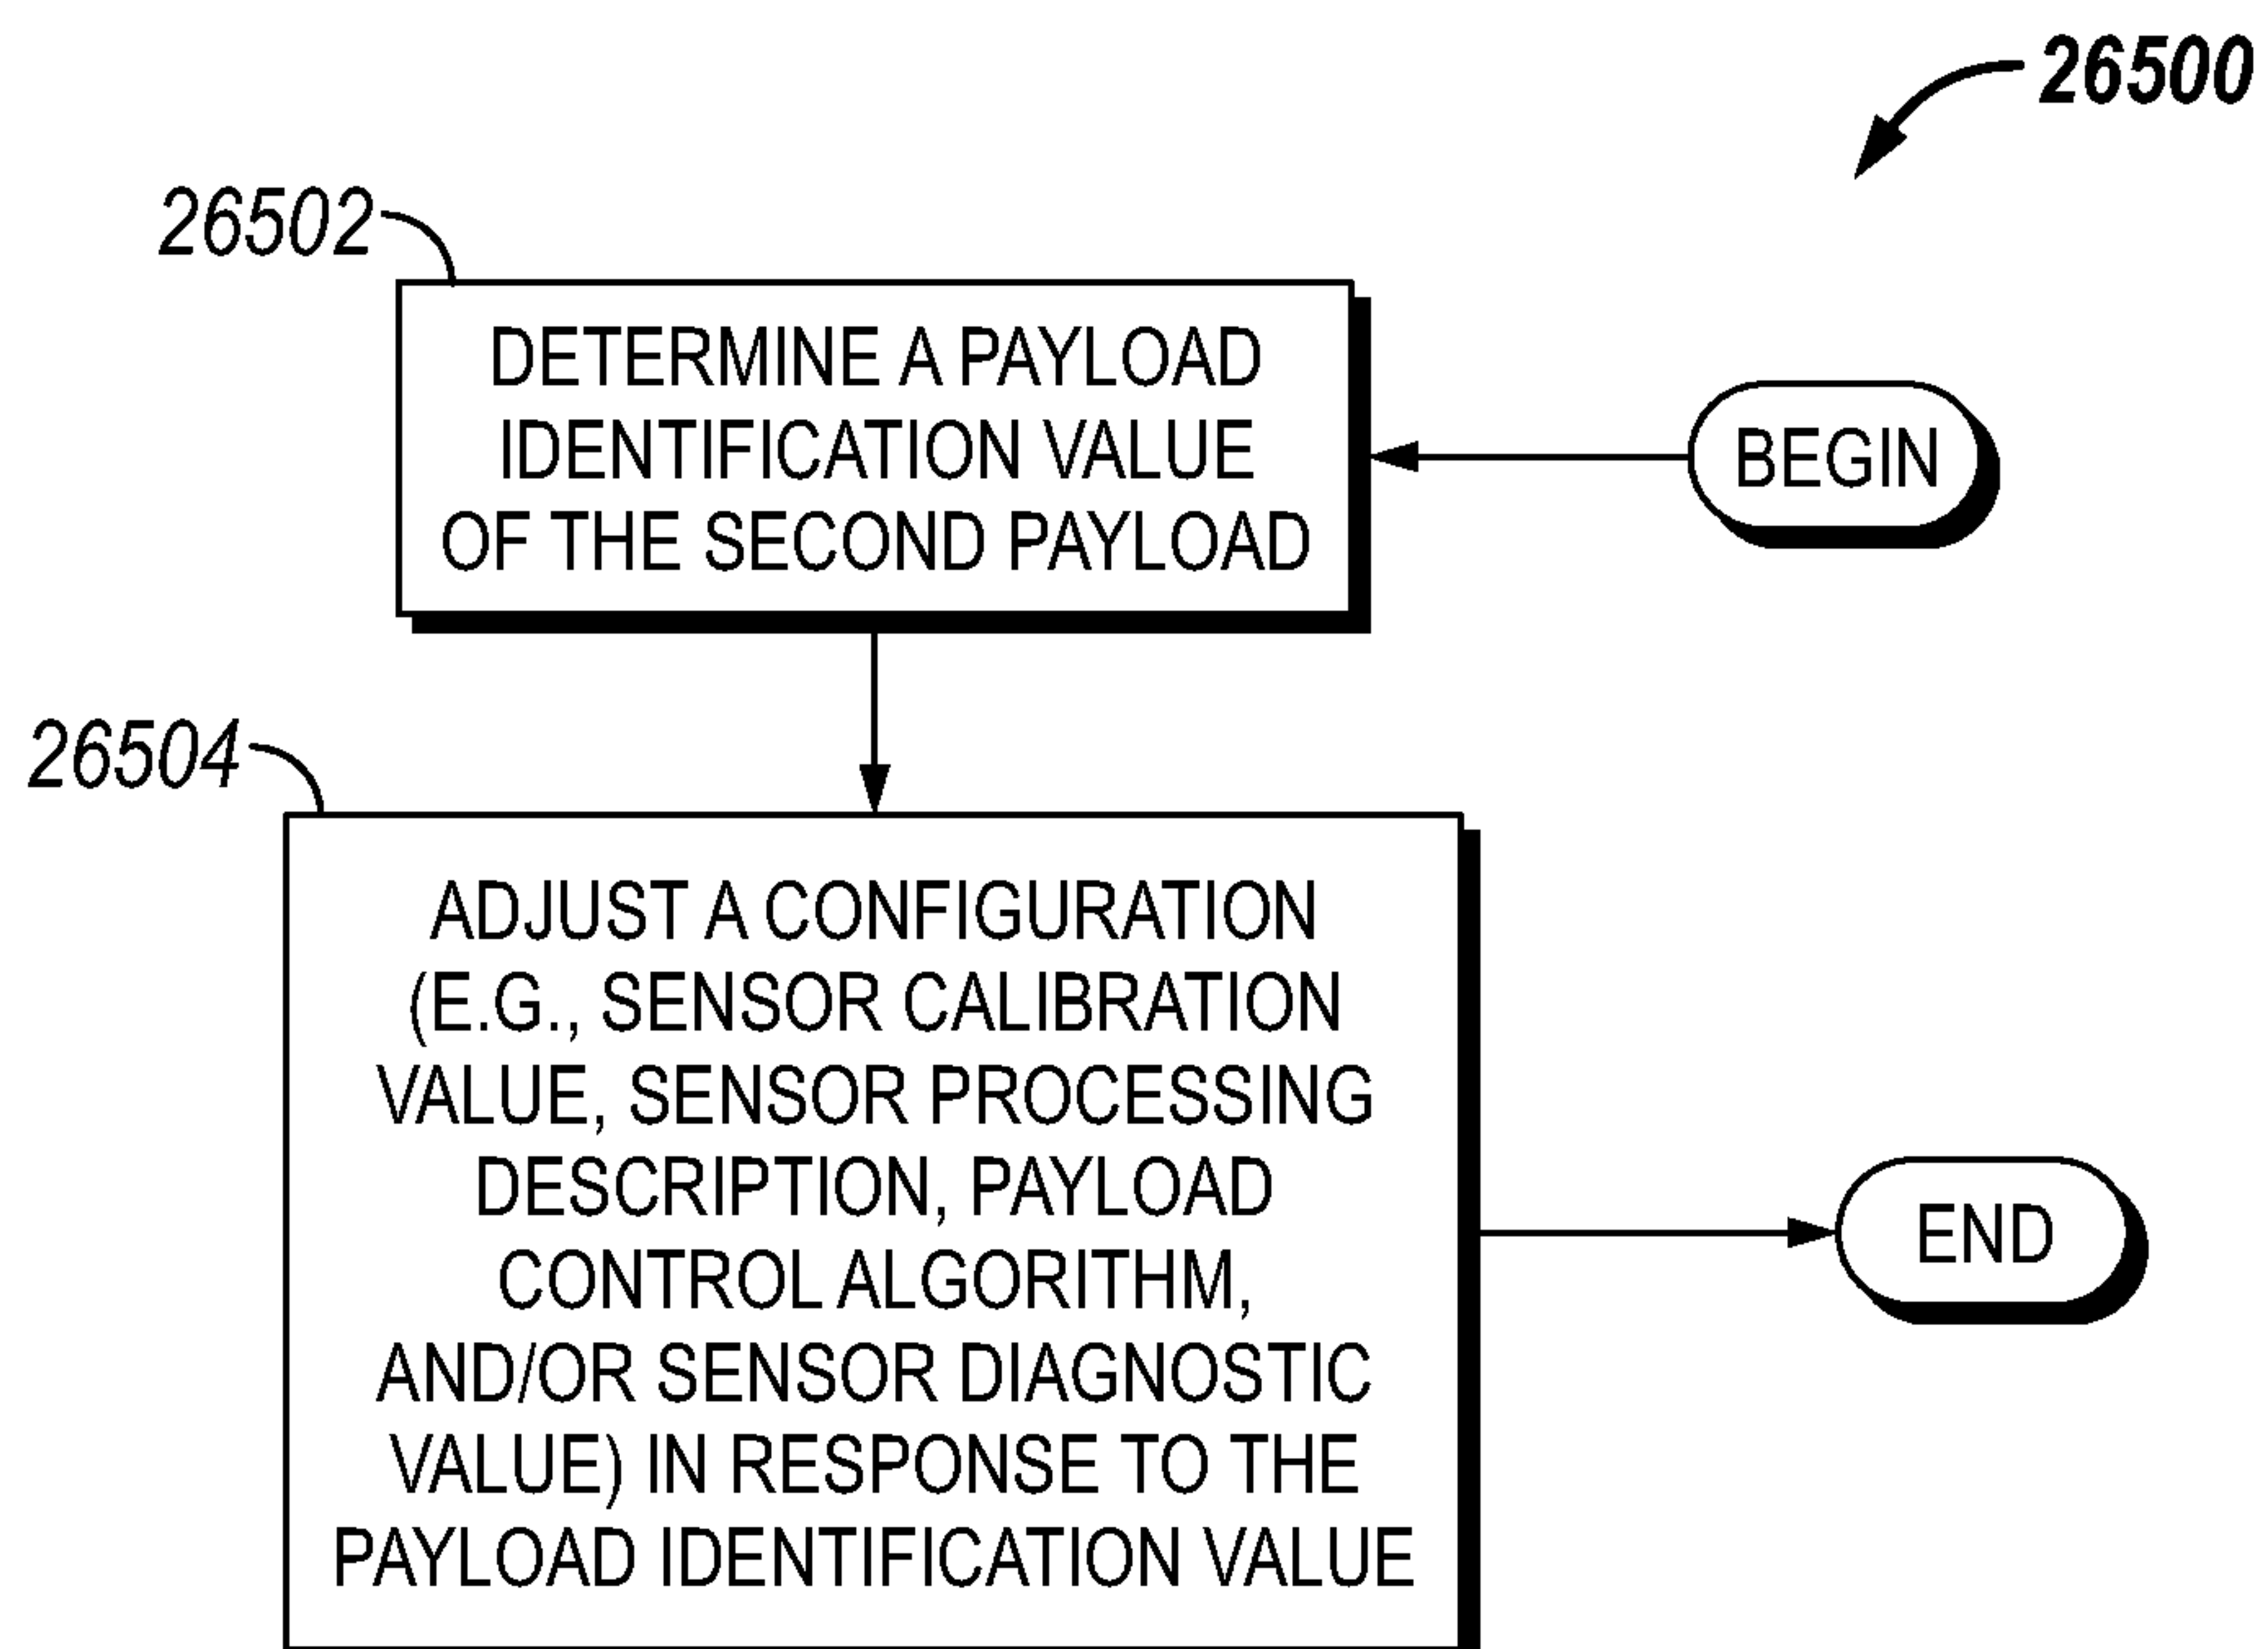 26500
26502
DETERMINE A PAYLOAD
IDENTIFICATION VALUE
OF THE SECOND PAYLOAD
BEGIN
26504
ADJUST A CONFIGURATION
(E.G., SENSOR CALIBRATION
VALUE, SENSOR PROCESSING
DESCRIPTION, PAYLOAD
CONTROL ALGORITHM,
AND/OR SENSOR DIAGNOSTIC
VALUE) IN RESPONSE TO THE
PAYLOAD IDENTIFICATION VALUE
END